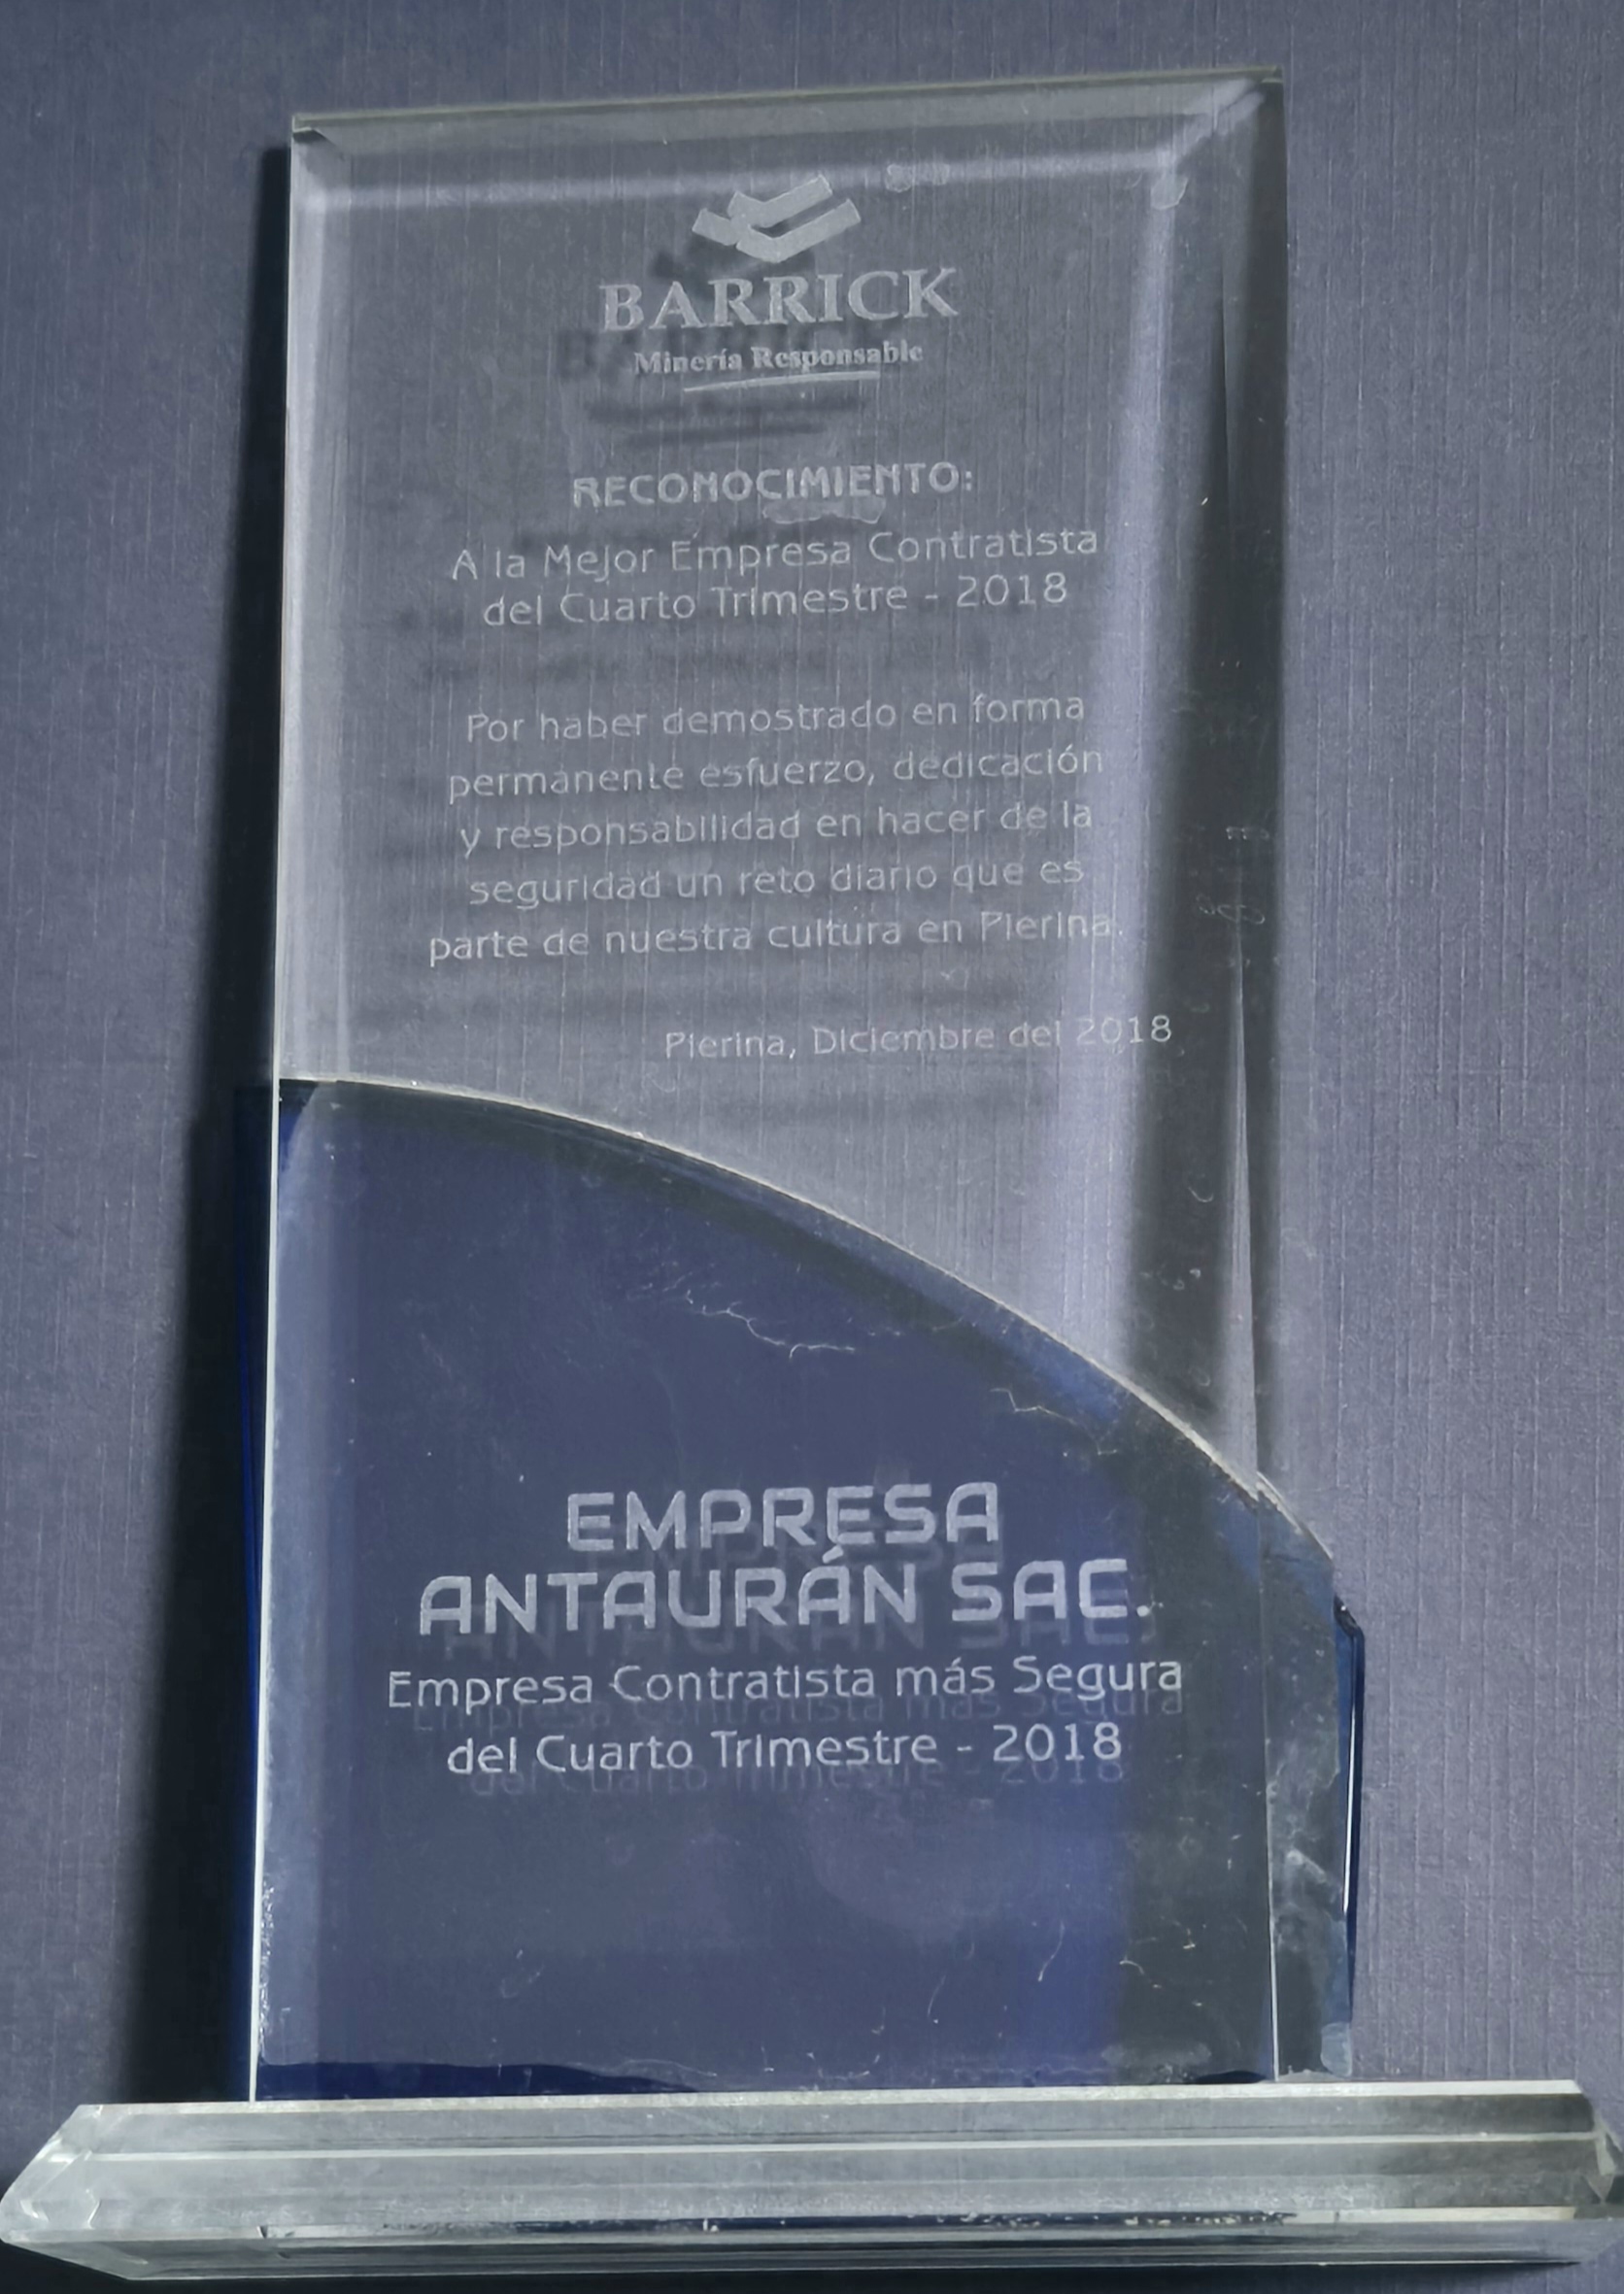 BARRICK
Minería Responsable
RECONOCIMIENTO:
A la Mejor Empresa Contratista
del Cuarto Trimestre - 2018
Por haber demostrado en forma
permanente esfuerzo, dedicación
y responsabilidad en hacer de la
seguridad un reto diario que es
parte de nuestra cultura en Pierina.
Pierina, Diciembre del 2018
EMPRESA
ANTAURÁN SAC.
Empresa Contratista más Segura
del Cuarto Trimestre - 2018